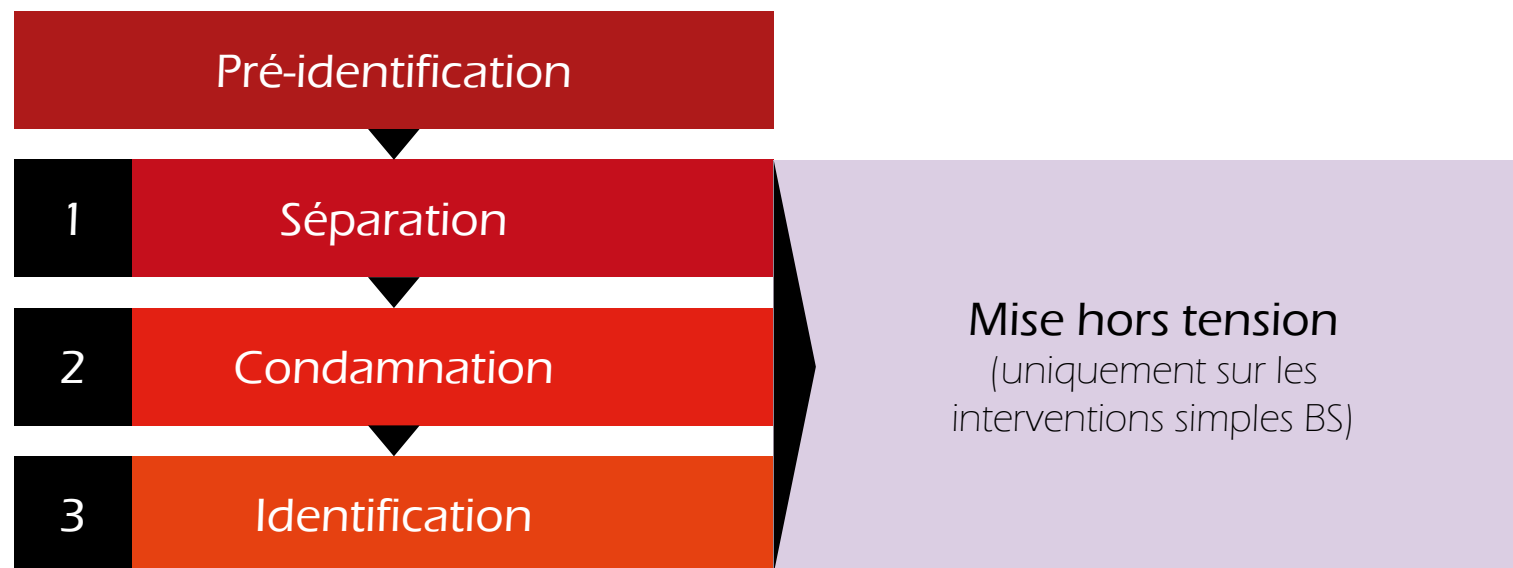 Pré-identification
1 Séparation
2 Condamnation
3 Identification
Mise hors tension
(uniquement sur les
interventions simples BS)